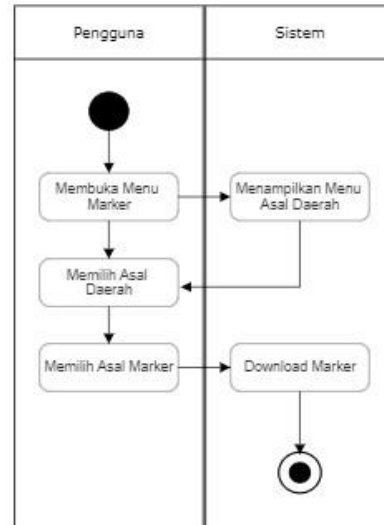 Pengguna
Sistem
Membuka Menu
Marker
Menampilkan Menu
Asal Daerah
Memilih Asal
Daerah
Memilih Asal Marker
Download Marker